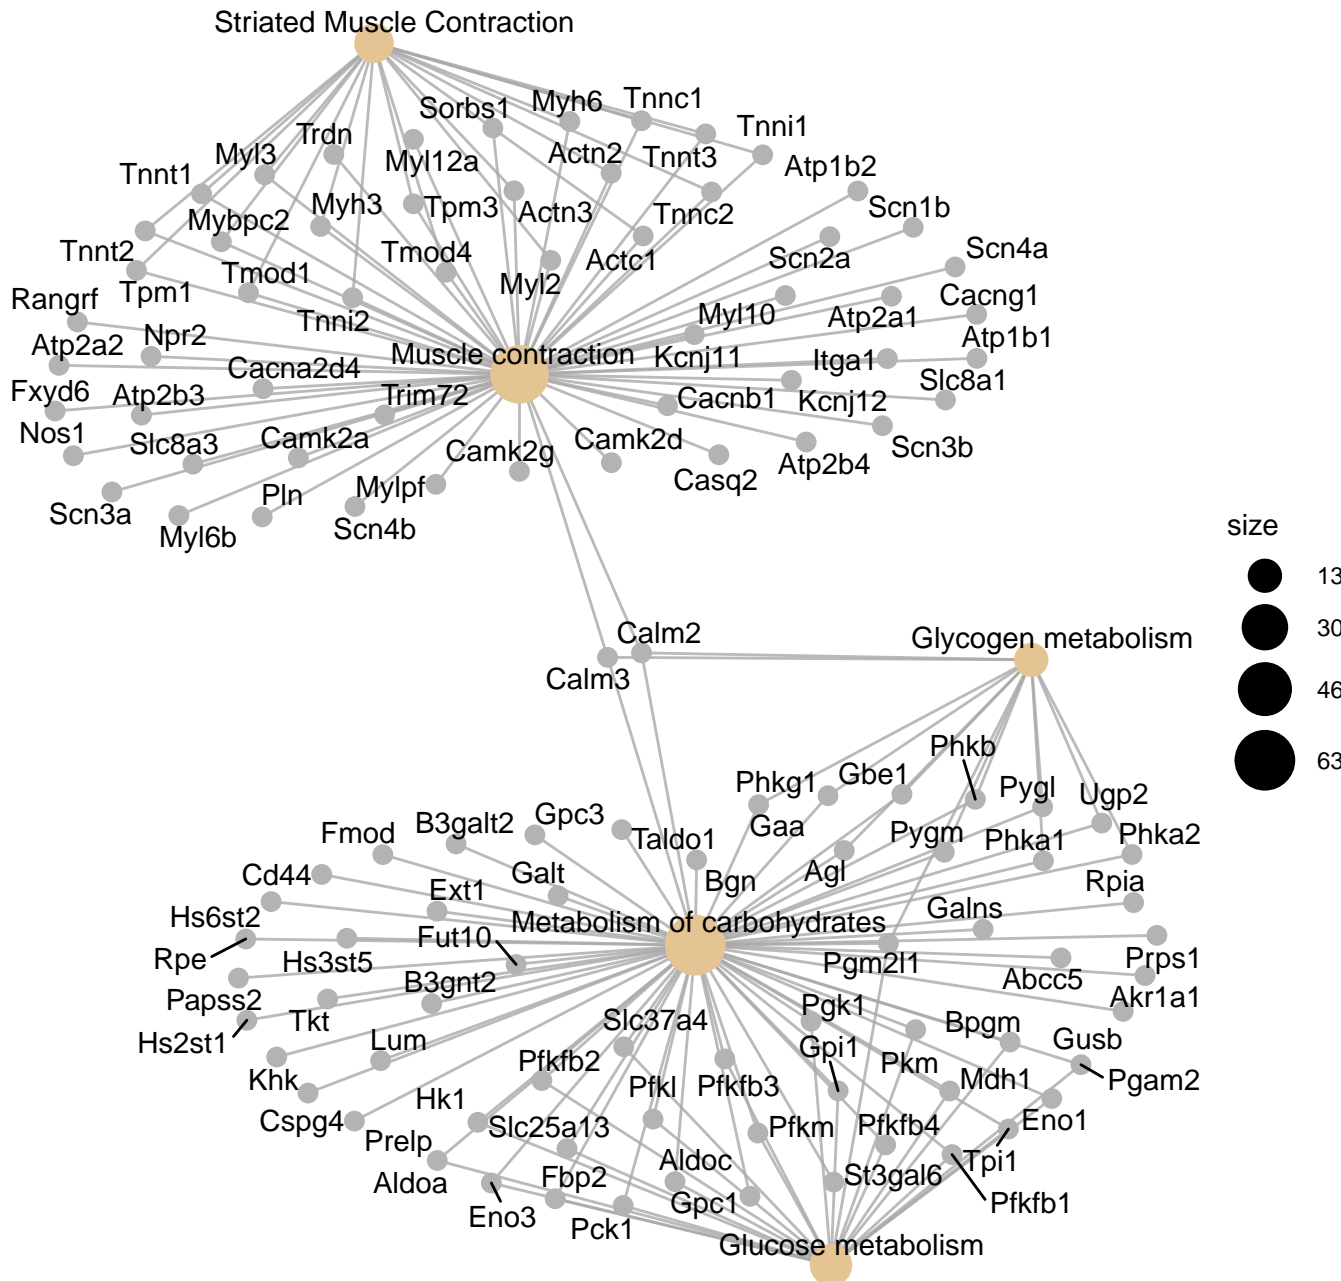 Striated Muscle Contraction
Sorbs1
Myh6
Tnnc1
Trdn
Tnni1
Myl3
Myl12a
Actn2
Tnnt3
Tnnt1
Atp1b2
Mybpc2
Myh3
Tpm3
Actn3
Tnnc2
Scn1b
Tnnt2
Tmod4
Actc1
Scn2a
Scn4a
Tpm1
Tmod1
Myl2
Rangrf
Tnni2
Myl10
Atp2a1
Cacng1
Atp2a2
Npr2
Muscle contraction
Kcnj11
Itga1
Atp1b1
Cacna2d4
Slc8a1
Fxyd6
Atp2b3
Trim72
Cacnb1
Kcnj12
Nos1
Slc8a3
Camk2a
Camk2g
Camk2d
Scn3b
Atp2b4
Casq2
Scn3a
Pln
Mylpf
Myl6b
Scn4b
size
13
30
46
63
Calm2
Calm3
Glycogen metabolism
Phkb
Phkg1
Gbe1
Pygl
Ugp2
Fmod
B3galt2
Gpc3
Taldo1
Gaa
Pygm
Phka1
Phka2
Cd44
Galt
Bgn
Agl
Rpia
Ext1
Hs6st2
Metabolism of carbohydrates
Galns
Rpe
Hs3st5
Fut10
Pgm2l1
Prps1
Papss2
B3gnt2
Abcc5
Akr1a1
Hs2st1
Tkt
Slc37a4
Pgk1
Bpgm
Lum
Gusb
Khk
Pfkfb2
Gpi1
Pkm
Pfkl
Pfkfb3
Mdh1
Pgam2
Cspg4
Hk1
Slc25a13
Pfkm
Pfkfb4
Eno1
Prelp
Aldoc
Tpi1
Aldoa
Fbp2
St3gal6
Eno3
Pck1
Gpc1
Pfkfb1
Glucose metabolism